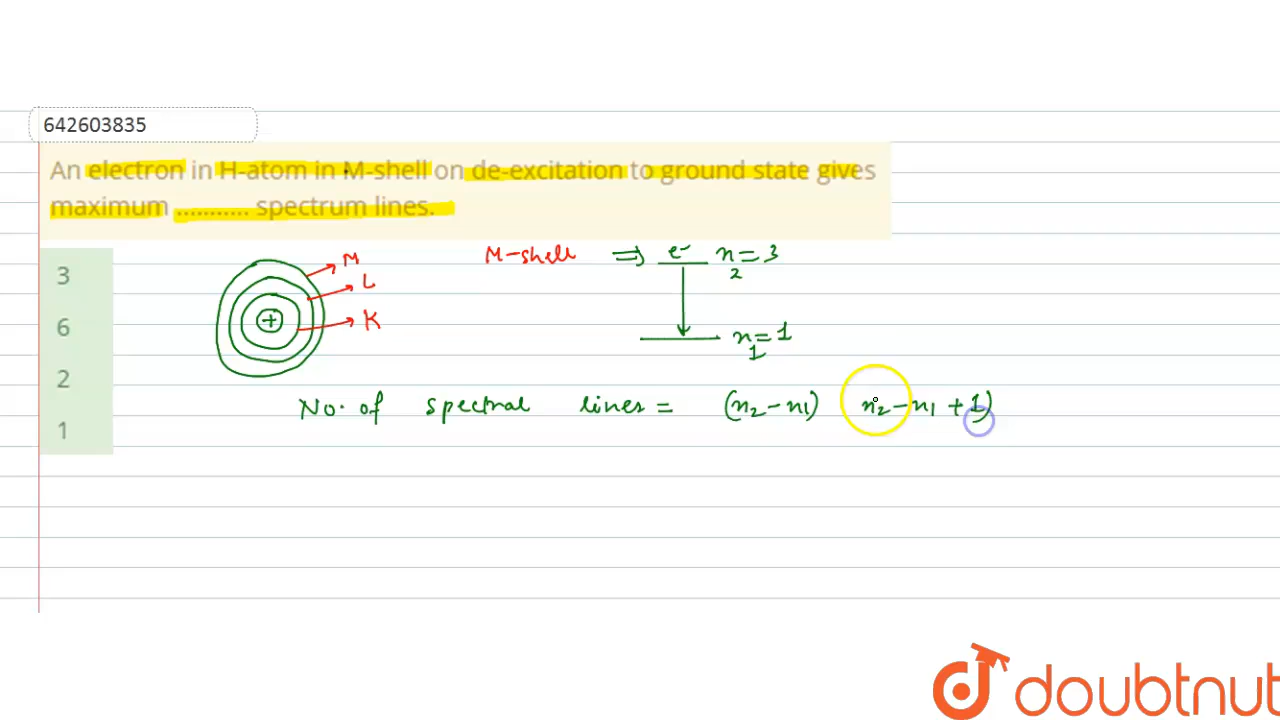 642603835
An electron in H-atom in M-shell on de-excitation to ground state gives
maximum ........... spectrum lines.
3
6
2
1
M
L
K
+
M-shell ⇒ e⁻ n=3
2
n=1
1
No. of spectral lines = (n₂-n₁) n₂-n₁+1)
doubtnut